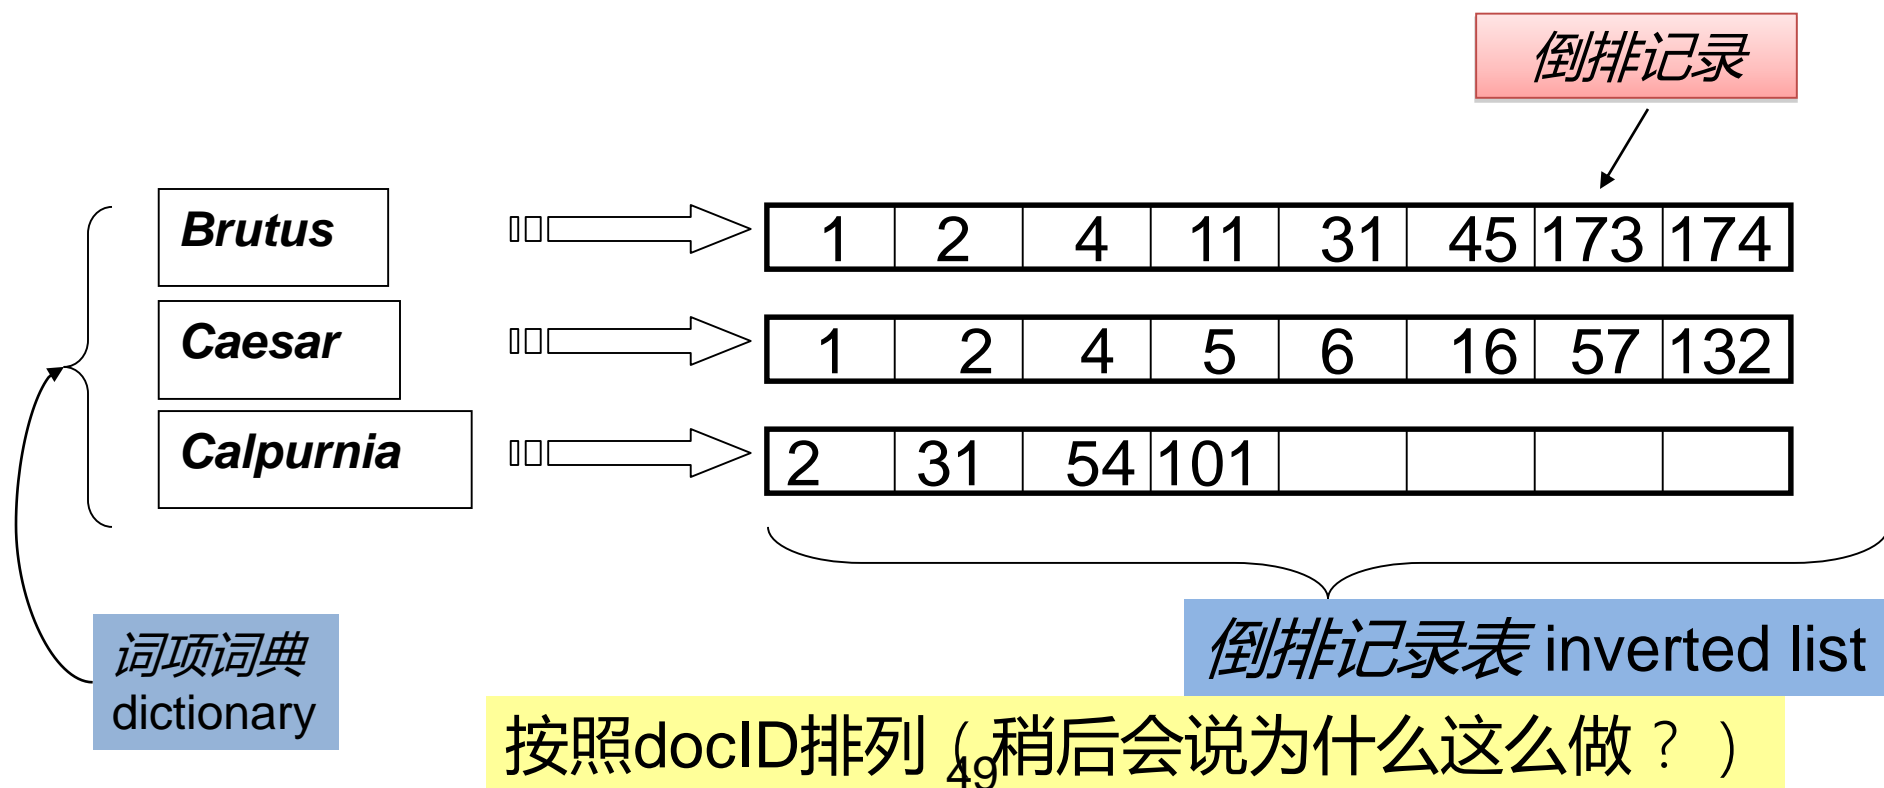 倒排记录
Brutus 1 2 4 11 31 45 173 174
Caesar 1 2 4 5 6 16 57 132
Calpurnia 2 31 54 101
词项词典
dictionary
倒排记录表 inverted list
按照docID排列（稍后会说为什么这么做？）
49